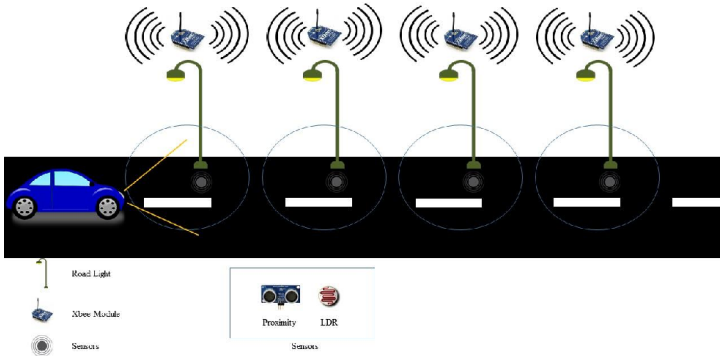 Road Light
Xbee Module
Sensors
Proximity
LDR
Sensors